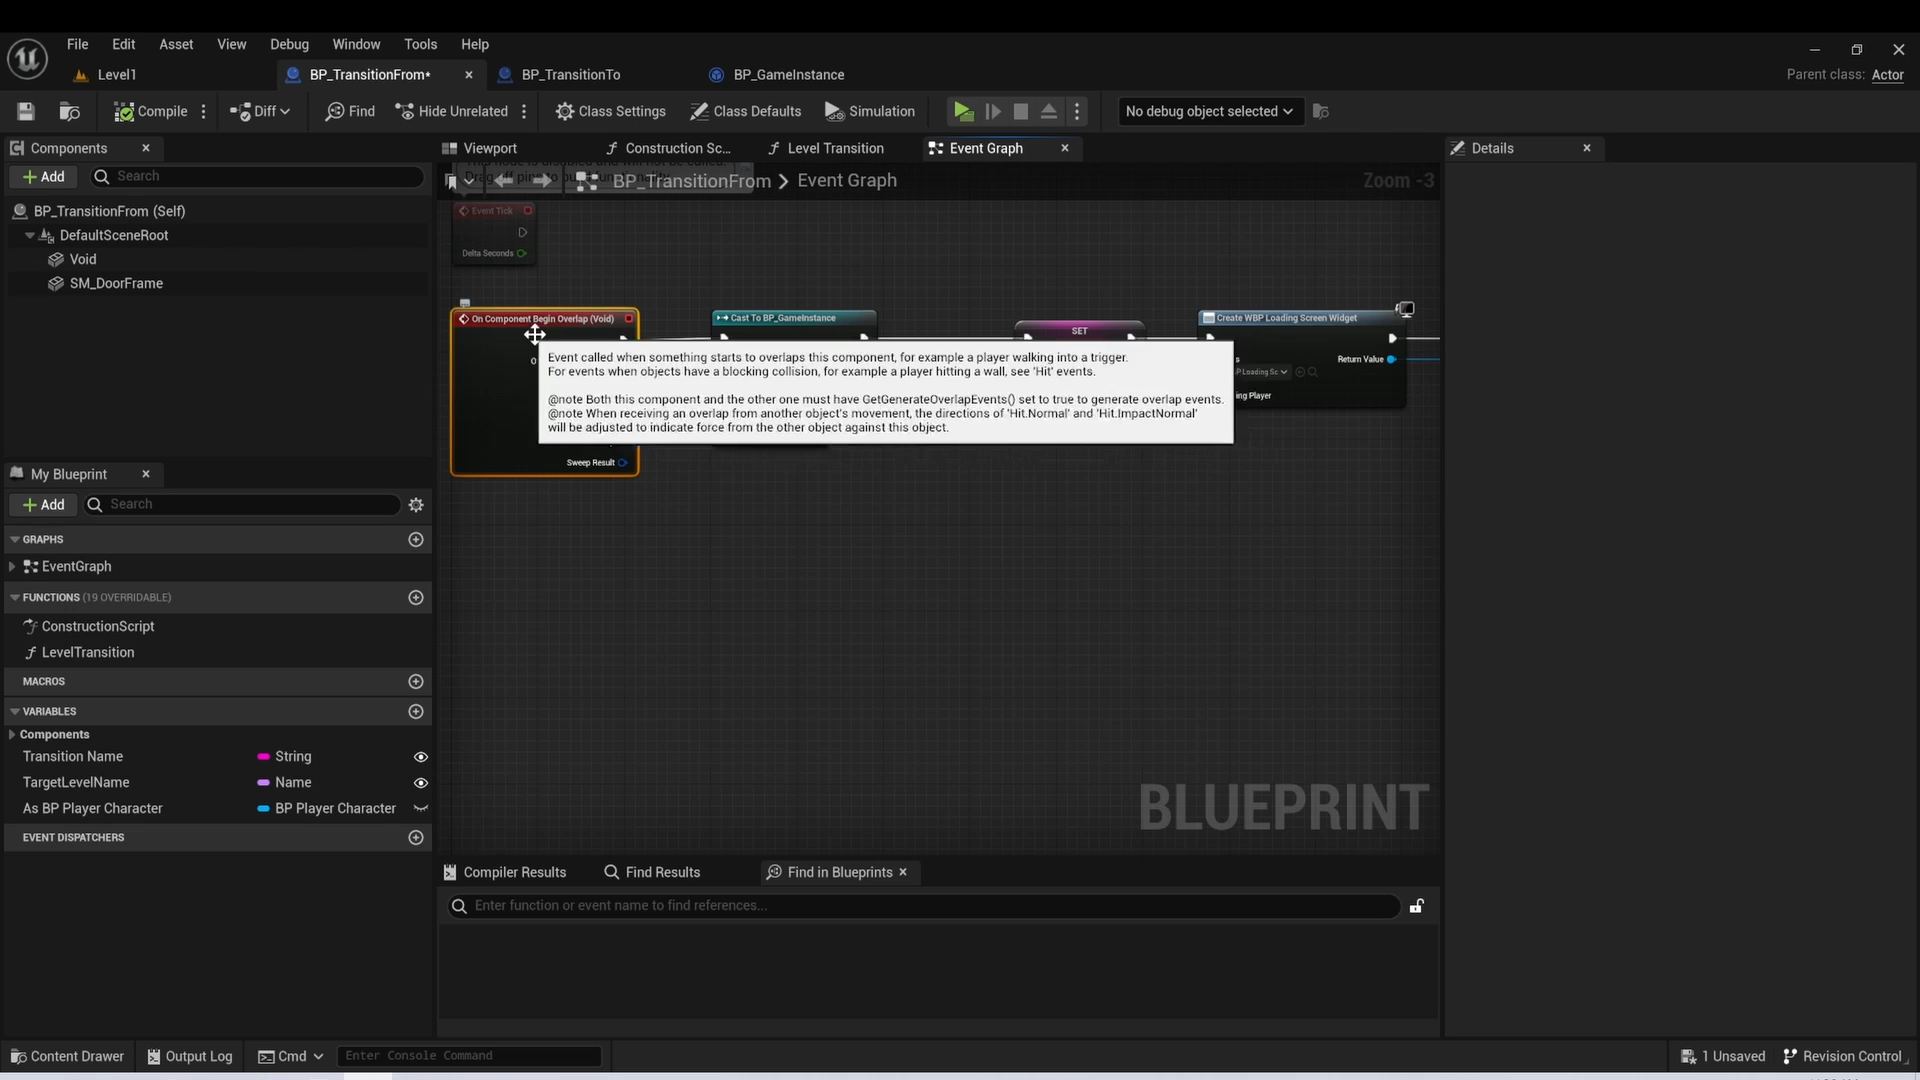 File Edit Asset View Debug Window Tools Help
Level1
BP_TransitionFrom*
BP_TransitionTo
BP_GameInstance
Parent class: Actor
Compile
Diff
Find
Hide Unrelated
Class Settings
Class Defaults
Simulation
No debug object selected
Components
Add
Search
BP_TransitionFrom (Self)
DefaultSceneRoot
Void
SM_DoorFrame
My Blueprint
Add
Search
GRAPHS
EventGraph
FUNCTIONS (19 OVERRIDABLE)
ConstructionScript
LevelTransition
MACROS
VARIABLES
Components
Transition Name String
TargetLevelName Name
As BP Player Character BP Player Character
EVENT DISPATCHERS
Viewport
Construction Sc...
Level Transition
Event Graph
BP_TransitionFrom > Event Graph
Zoom -3
Event Tick
Delta Seconds
On Component Begin Overlap (Void)
Sweep Result
Cast To BP_GameInstance
SET
Create WBP Loading Screen Widget
Return Value
BP Loading Sc
ing Player
Event called when something starts to overlaps this component, for example a player walking into a trigger.
For events when objects have a blocking collision, for example a player hitting a wall, see 'Hit' events.
@note Both this component and the other one must have GetGenerateOverlapEvents() set to true to generate overlap events.
@note When receiving an overlap from another object's movement, the directions of 'Hit.Normal' and 'Hit.ImpactNormal'
will be adjusted to indicate force from the other object against this object.
BLUEPRINT
Compiler Results
Find Results
Find in Blueprints
Enter function or event name to find references...
Details
Content Drawer
Output Log
Cmd
Enter Console Command
1 Unsaved
Revision Control